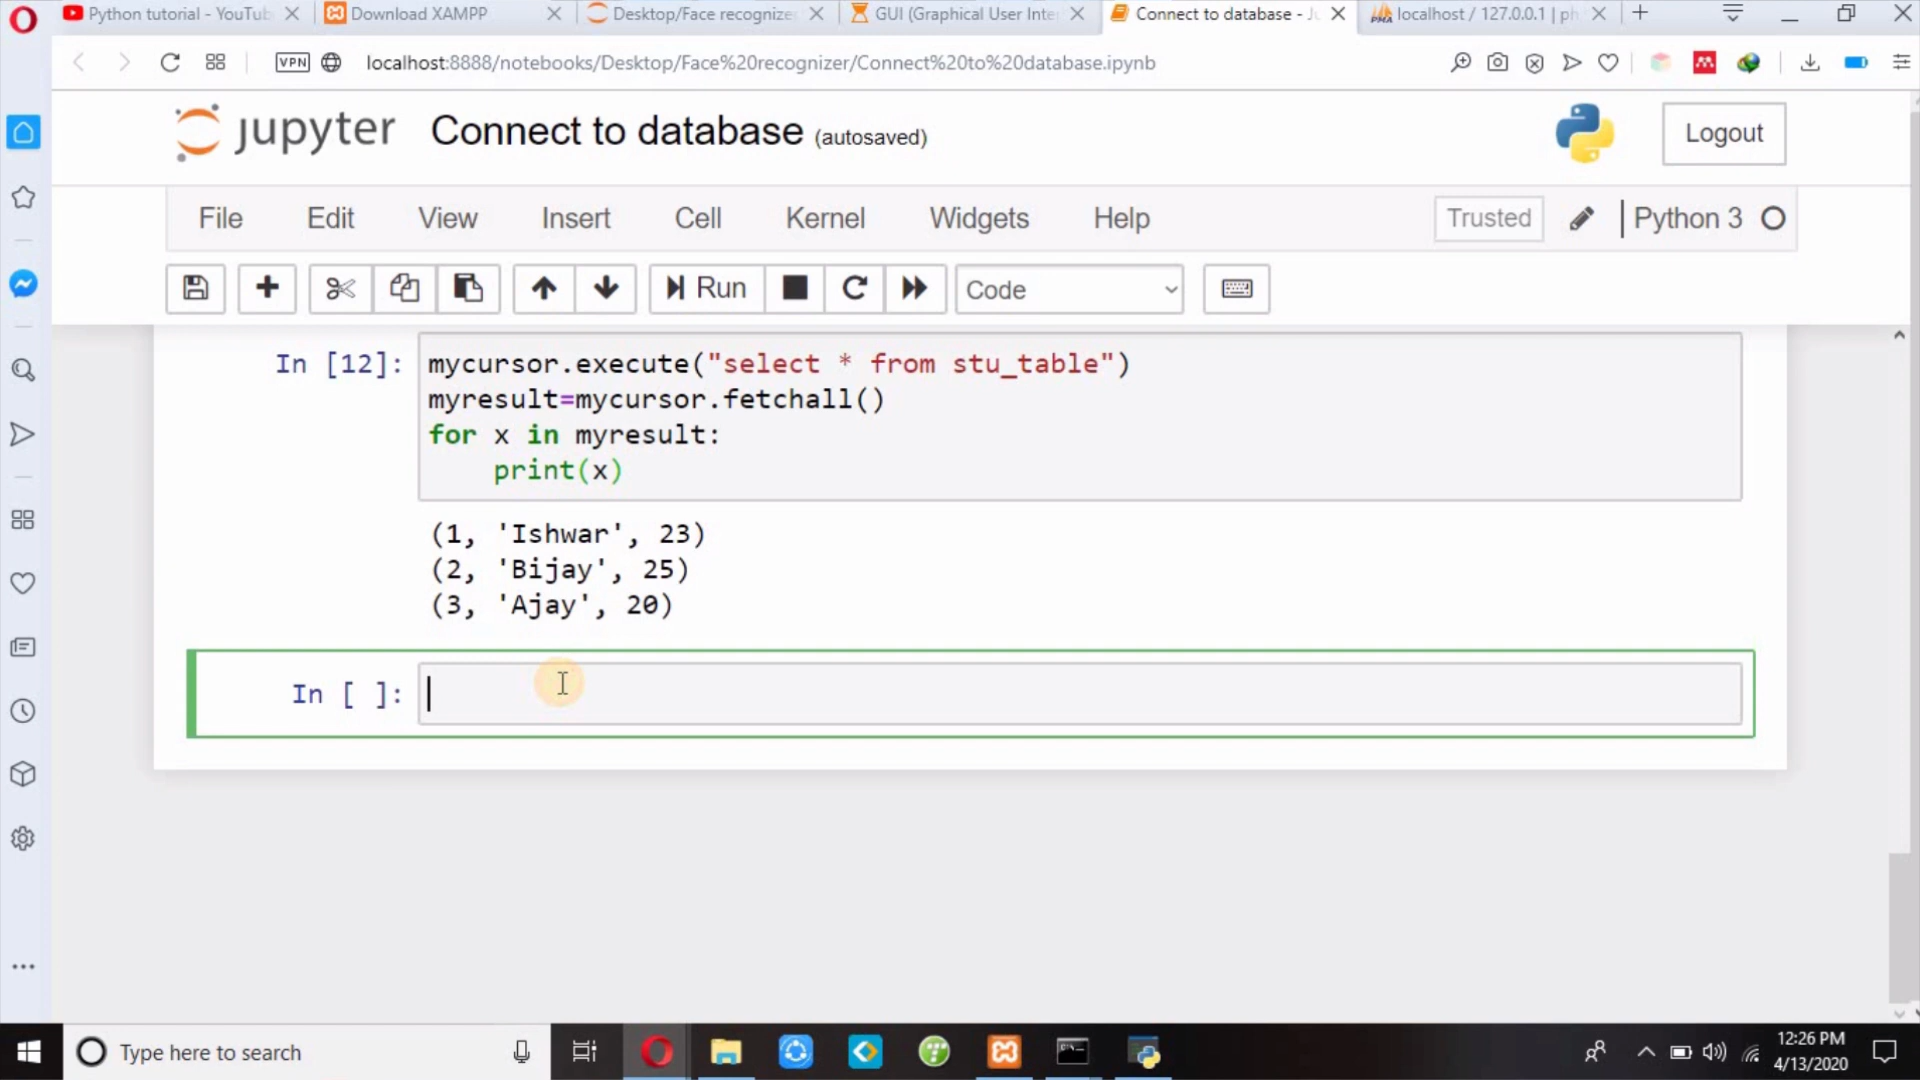 Python tutorial - YouTub
Download XAMPP
Desktop/Face recognize
GUI (Graphical User Inte
Connect to database - Ju
PMA
localhost / 127.0.0.1 | ph
VPN
localhost:8888/notebooks/Desktop/Face%20recognizer/Connect%20to%20database.ipynb
jupyter Connect to database (autosaved)
Logout
File Edit View Insert Cell Kernel Widgets Help
Trusted
Python 3
Run
Code
In [12]:
mycursor.execute("select * from stu_table")
myresult=mycursor.fetchall()
for x in myresult:
print(x)
(1, 'Ishwar', 23)
(2, 'Bijay', 25)
(3, 'Ajay', 20)
In [ ]:
Type here to search
12:26 PM
4/13/2020